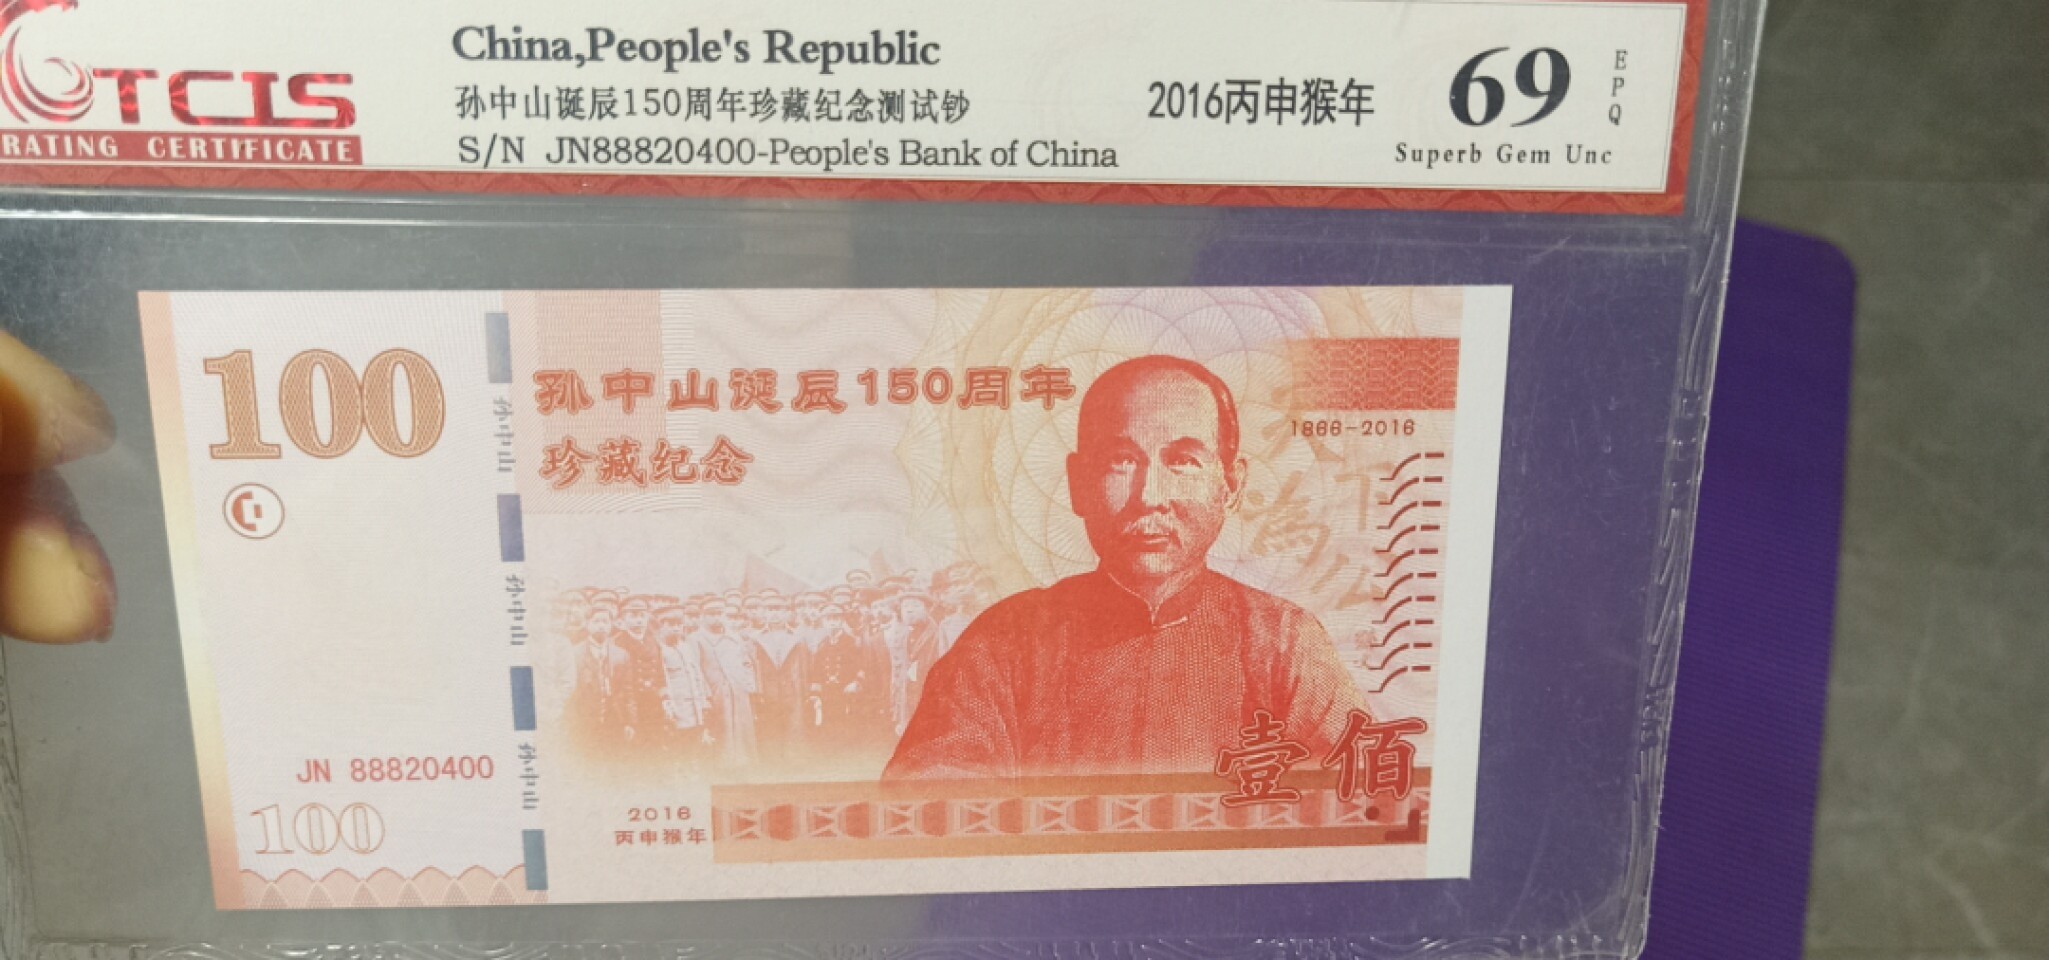 TCIS
RATING CERTIFICATE
China,People's Republic
孙中山诞辰150周年珍藏纪念测试钞
S/N JN88820400-People's Bank of China
2016丙申猴年
69
EPQ
Superb Gem Unc
100
孙中山诞辰150周年
珍藏纪念
1866-2016
孙中山
孙中山
孙中山
為公
JN 88820400
100
2016
丙申猴年
壹佰